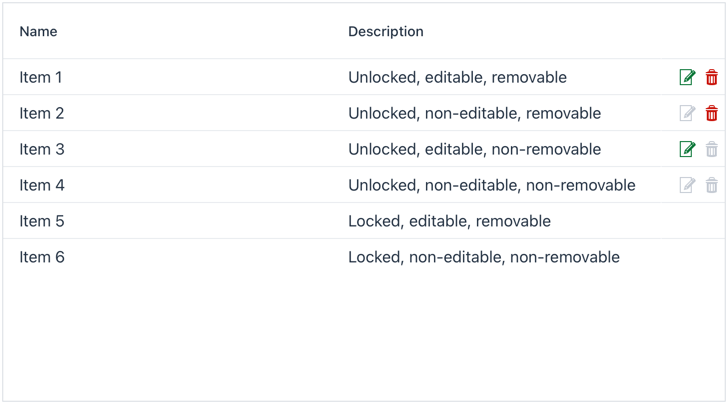 Name Description
Item 1 Unlocked, editable, removable
Item 2 Unlocked, non-editable, removable
Item 3 Unlocked, editable, non-removable
Item 4 Unlocked, non-editable, non-removable
Item 5 Locked, editable, removable
Item 6 Locked, non-editable, non-removable